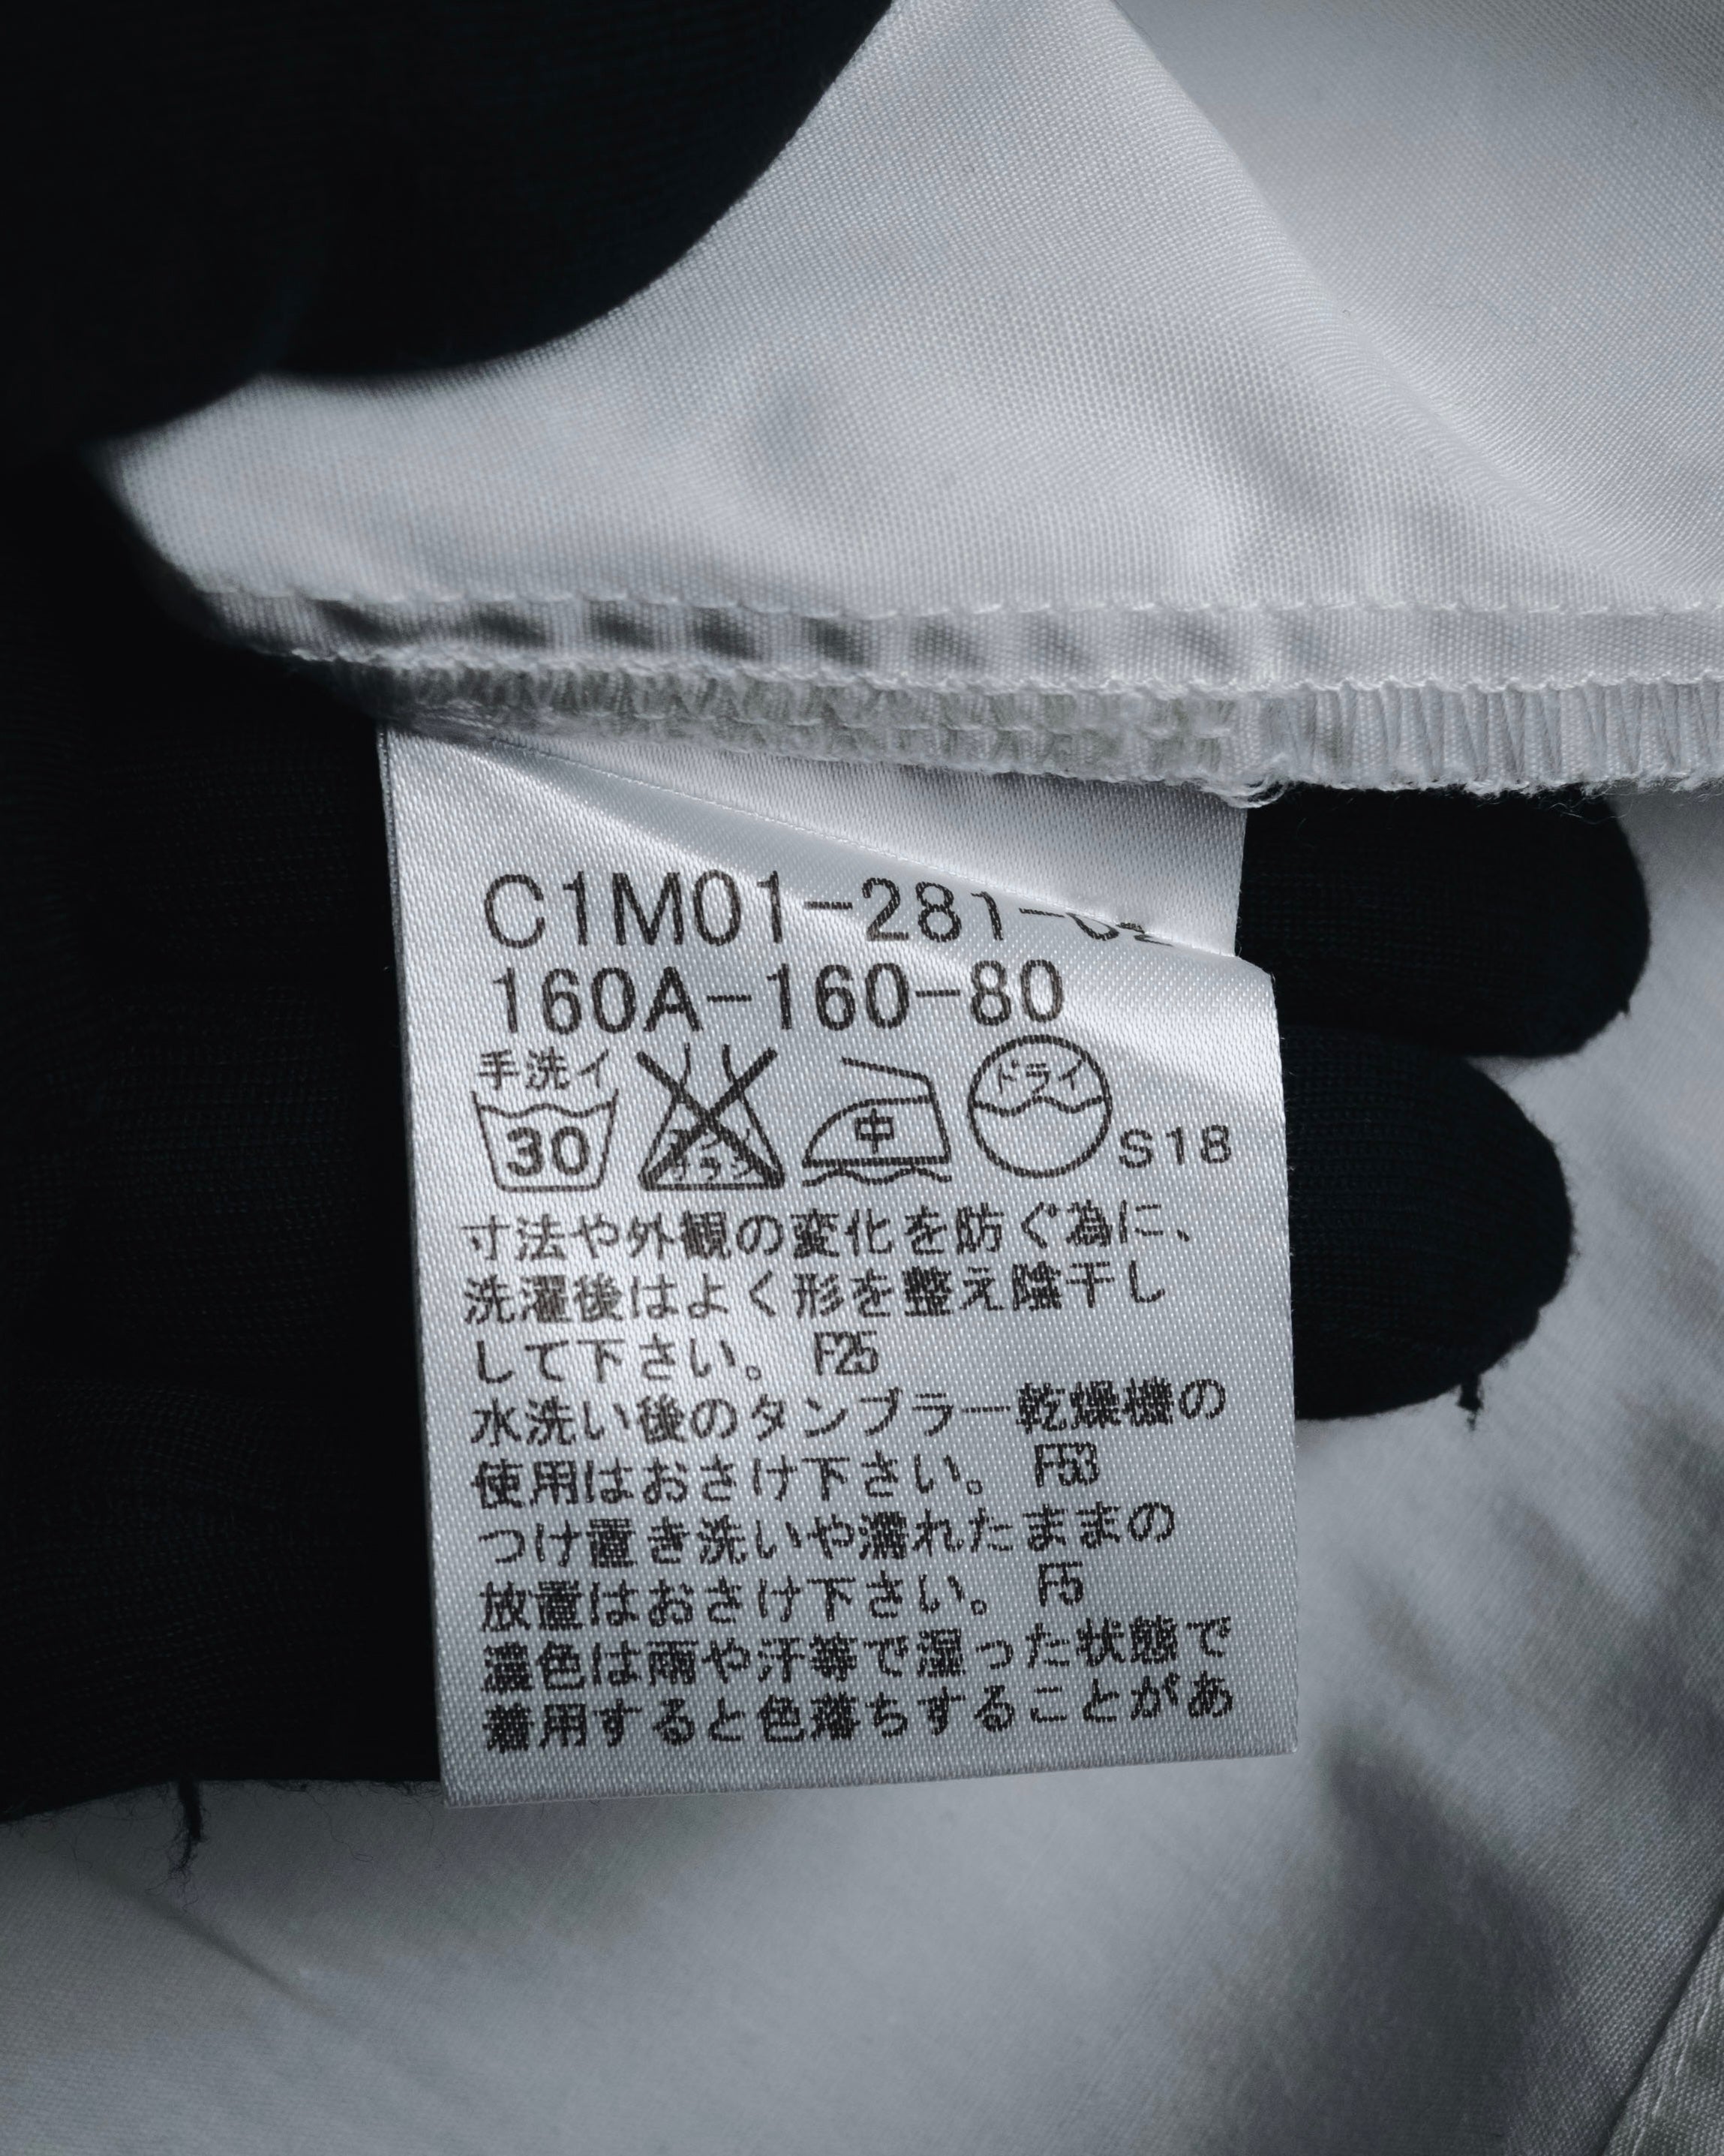 C1M01-281-
160A-160-80
手洗イ
30
中
ドライ
S18
寸法や外観の変化を防ぐ為に、
洗濯後はよく形を整え陰干し
して下さい。 F25
水洗い後のタンブラー乾燥機の
使用はおさけ下さい。 F53
つけ置き洗いや濡れたままの
放置はおさけ下さい。 F5
濃色は雨や汗等で湿った状態で
着用すると色落ちすることがあ